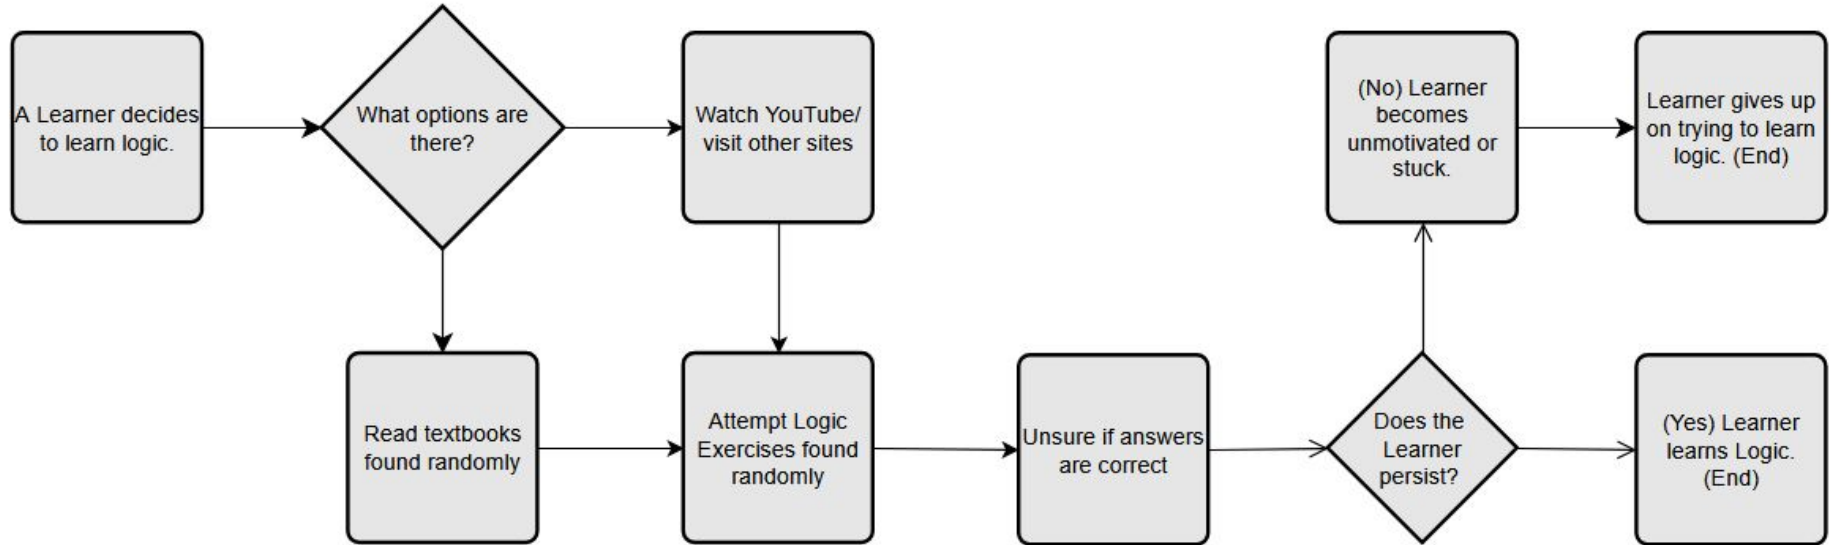 A Learner decides
to learn logic.
What options are
there?
Watch YouTube/
visit other sites
Read textbooks
found randomly
Attempt Logic
Exercises found
randomly
Unsure if answers
are correct
Does the
Learner
persist?
(No) Learner
becomes
unmotivated or
stuck.
Learner gives up
on trying to learn
logic. (End)
(Yes) Learner
learns Logic.
(End)